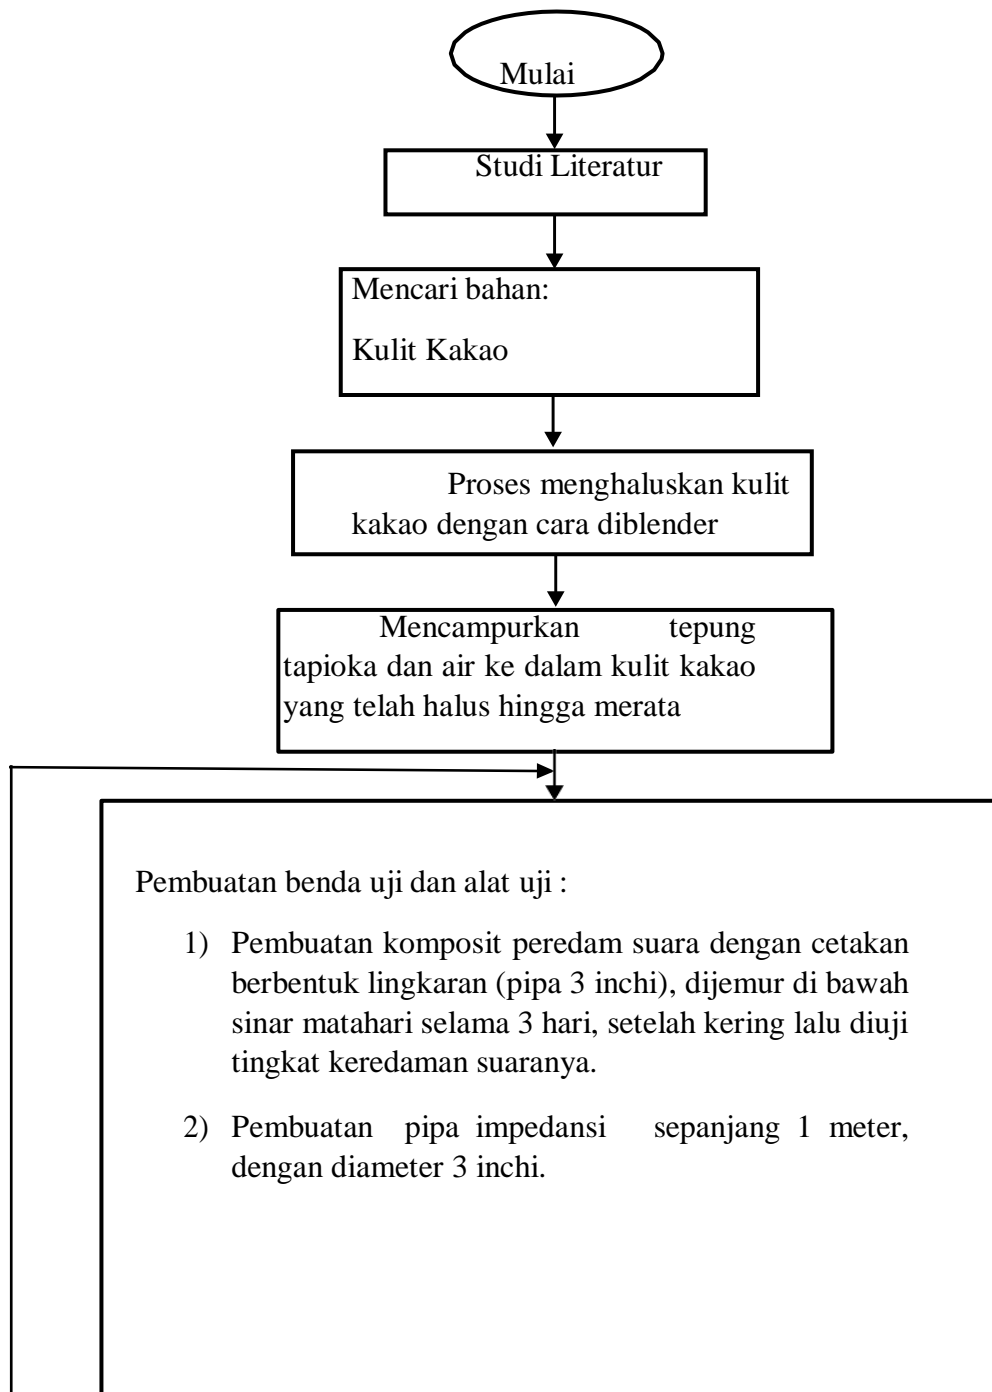 Mulai
Studi Literatur
Mencari bahan:
Kulit Kakao
Proses menghaluskan kulit
kakao dengan cara diblender
Mencampurkan tepung
tapioka dan air ke dalam kulit kakao
yang telah halus hingga merata
Pembuatan benda uji dan alat uji :
1) Pembuatan komposit peredam suara dengan cetakan
berbentuk lingkaran (pipa 3 inchi), dijemur di bawah
sinar matahari selama 3 hari, setelah kering lalu diuji
tingkat keredaman suaranya.
2) Pembuatan pipa impedansi sepanjang 1 meter,
dengan diameter 3 inchi.